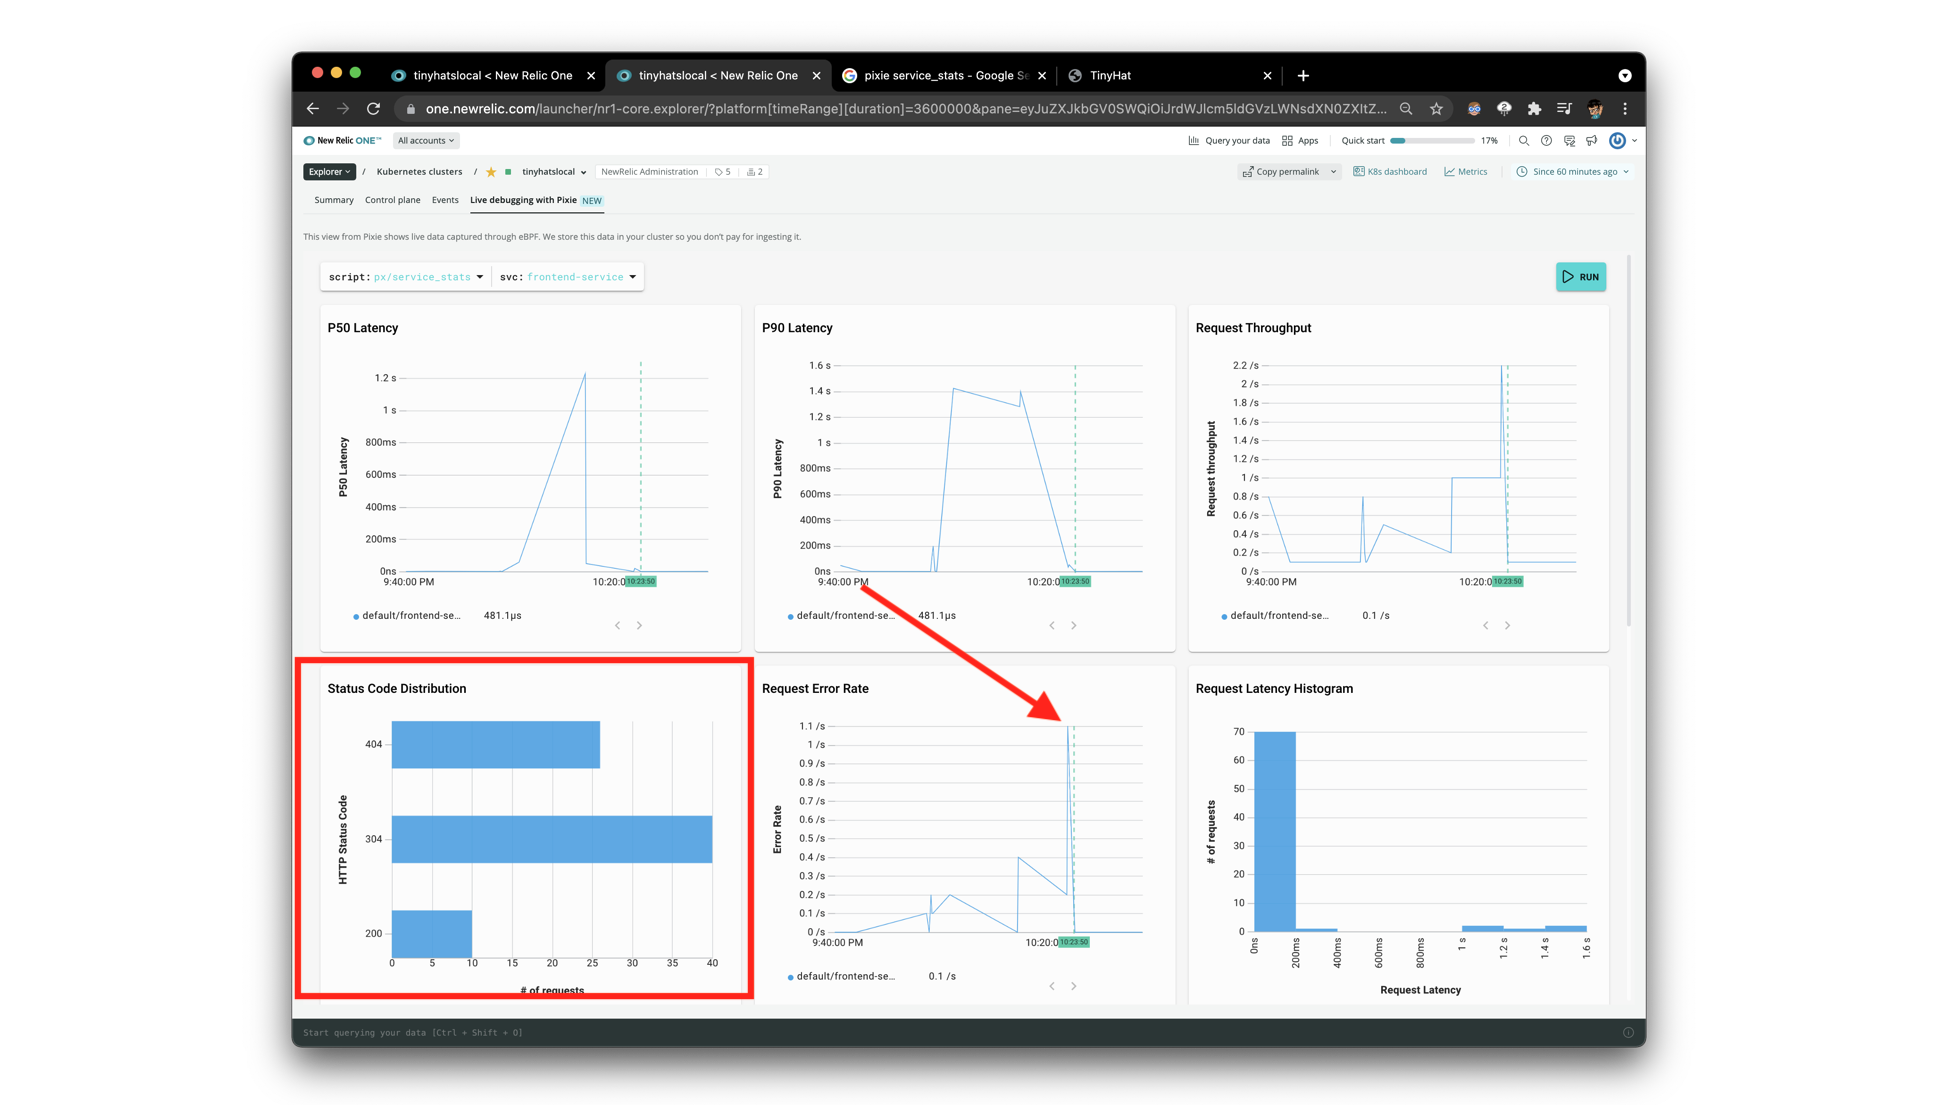 tinyhatslocal < New Relic One
tinyhatslocal < New Relic One
pixie service_stats - Google Se
TinyHat
one.newrelic.com/launcher/nr1-core.explorer/?platform[timeRange][duration]=3600000&pane=eyJuZXJkbGV0SWQiOiJrdWJlcm5ldGVzLWNsdXN0ZXItZ...
New Relic ONE™ All accounts
Query your data Apps Quick start 17%
Explorer / Kubernetes clusters / tinyhatslocal NewRelic Administration 5 2
Copy permalink K8s dashboard Metrics Since 60 minutes ago
Summary Control plane Events Live debugging with Pixie NEW
This view from Pixie shows live data captured through eBPF. We store this data in your cluster so you don't pay for ingesting it.
script: px/service_stats svc: frontend-service
RUN
P50 Latency
P50 Latency
1.2 s
1 s
800ms
600ms
400ms
200ms
0ns
9:40:00 PM 10:20:0 10:23:50
default/frontend-se... 481.1µs
P90 Latency
P90 Latency
1.6 s
1.4 s
1.2 s
1 s
800ms
600ms
400ms
200ms
0ns
9:40:00 PM 10:20:0 10:23:50
default/frontend-se... 481.1µs
Request Throughput
Request throughput
2.2 /s
2 /s
1.8 /s
1.6 /s
1.4 /s
1.2 /s
1 /s
0.8 /s
0.6 /s
0.4 /s
0.2 /s
0 /s
9:40:00 PM 10:20:0 10:23:50
default/frontend-se... 0.1 /s
Status Code Distribution
HTTP Status Code
404
304
200
0 5 10 15 20 25 30 35 40
# of requests
Request Error Rate
Error Rate
1.1 /s
1 /s
0.9 /s
0.8 /s
0.7 /s
0.6 /s
0.5 /s
0.4 /s
0.3 /s
0.2 /s
0.1 /s
0 /s
9:40:00 PM 10:20:0 10:23:50
default/frontend-se... 0.1 /s
Request Latency Histogram
# of requests
70
60
50
40
30
20
10
0
0ns 200ms 400ms 600ms 800ms 1 s 1.2 s 1.4 s 1.6 s
Request Latency
Start querying your data [Ctrl + Shift + O]